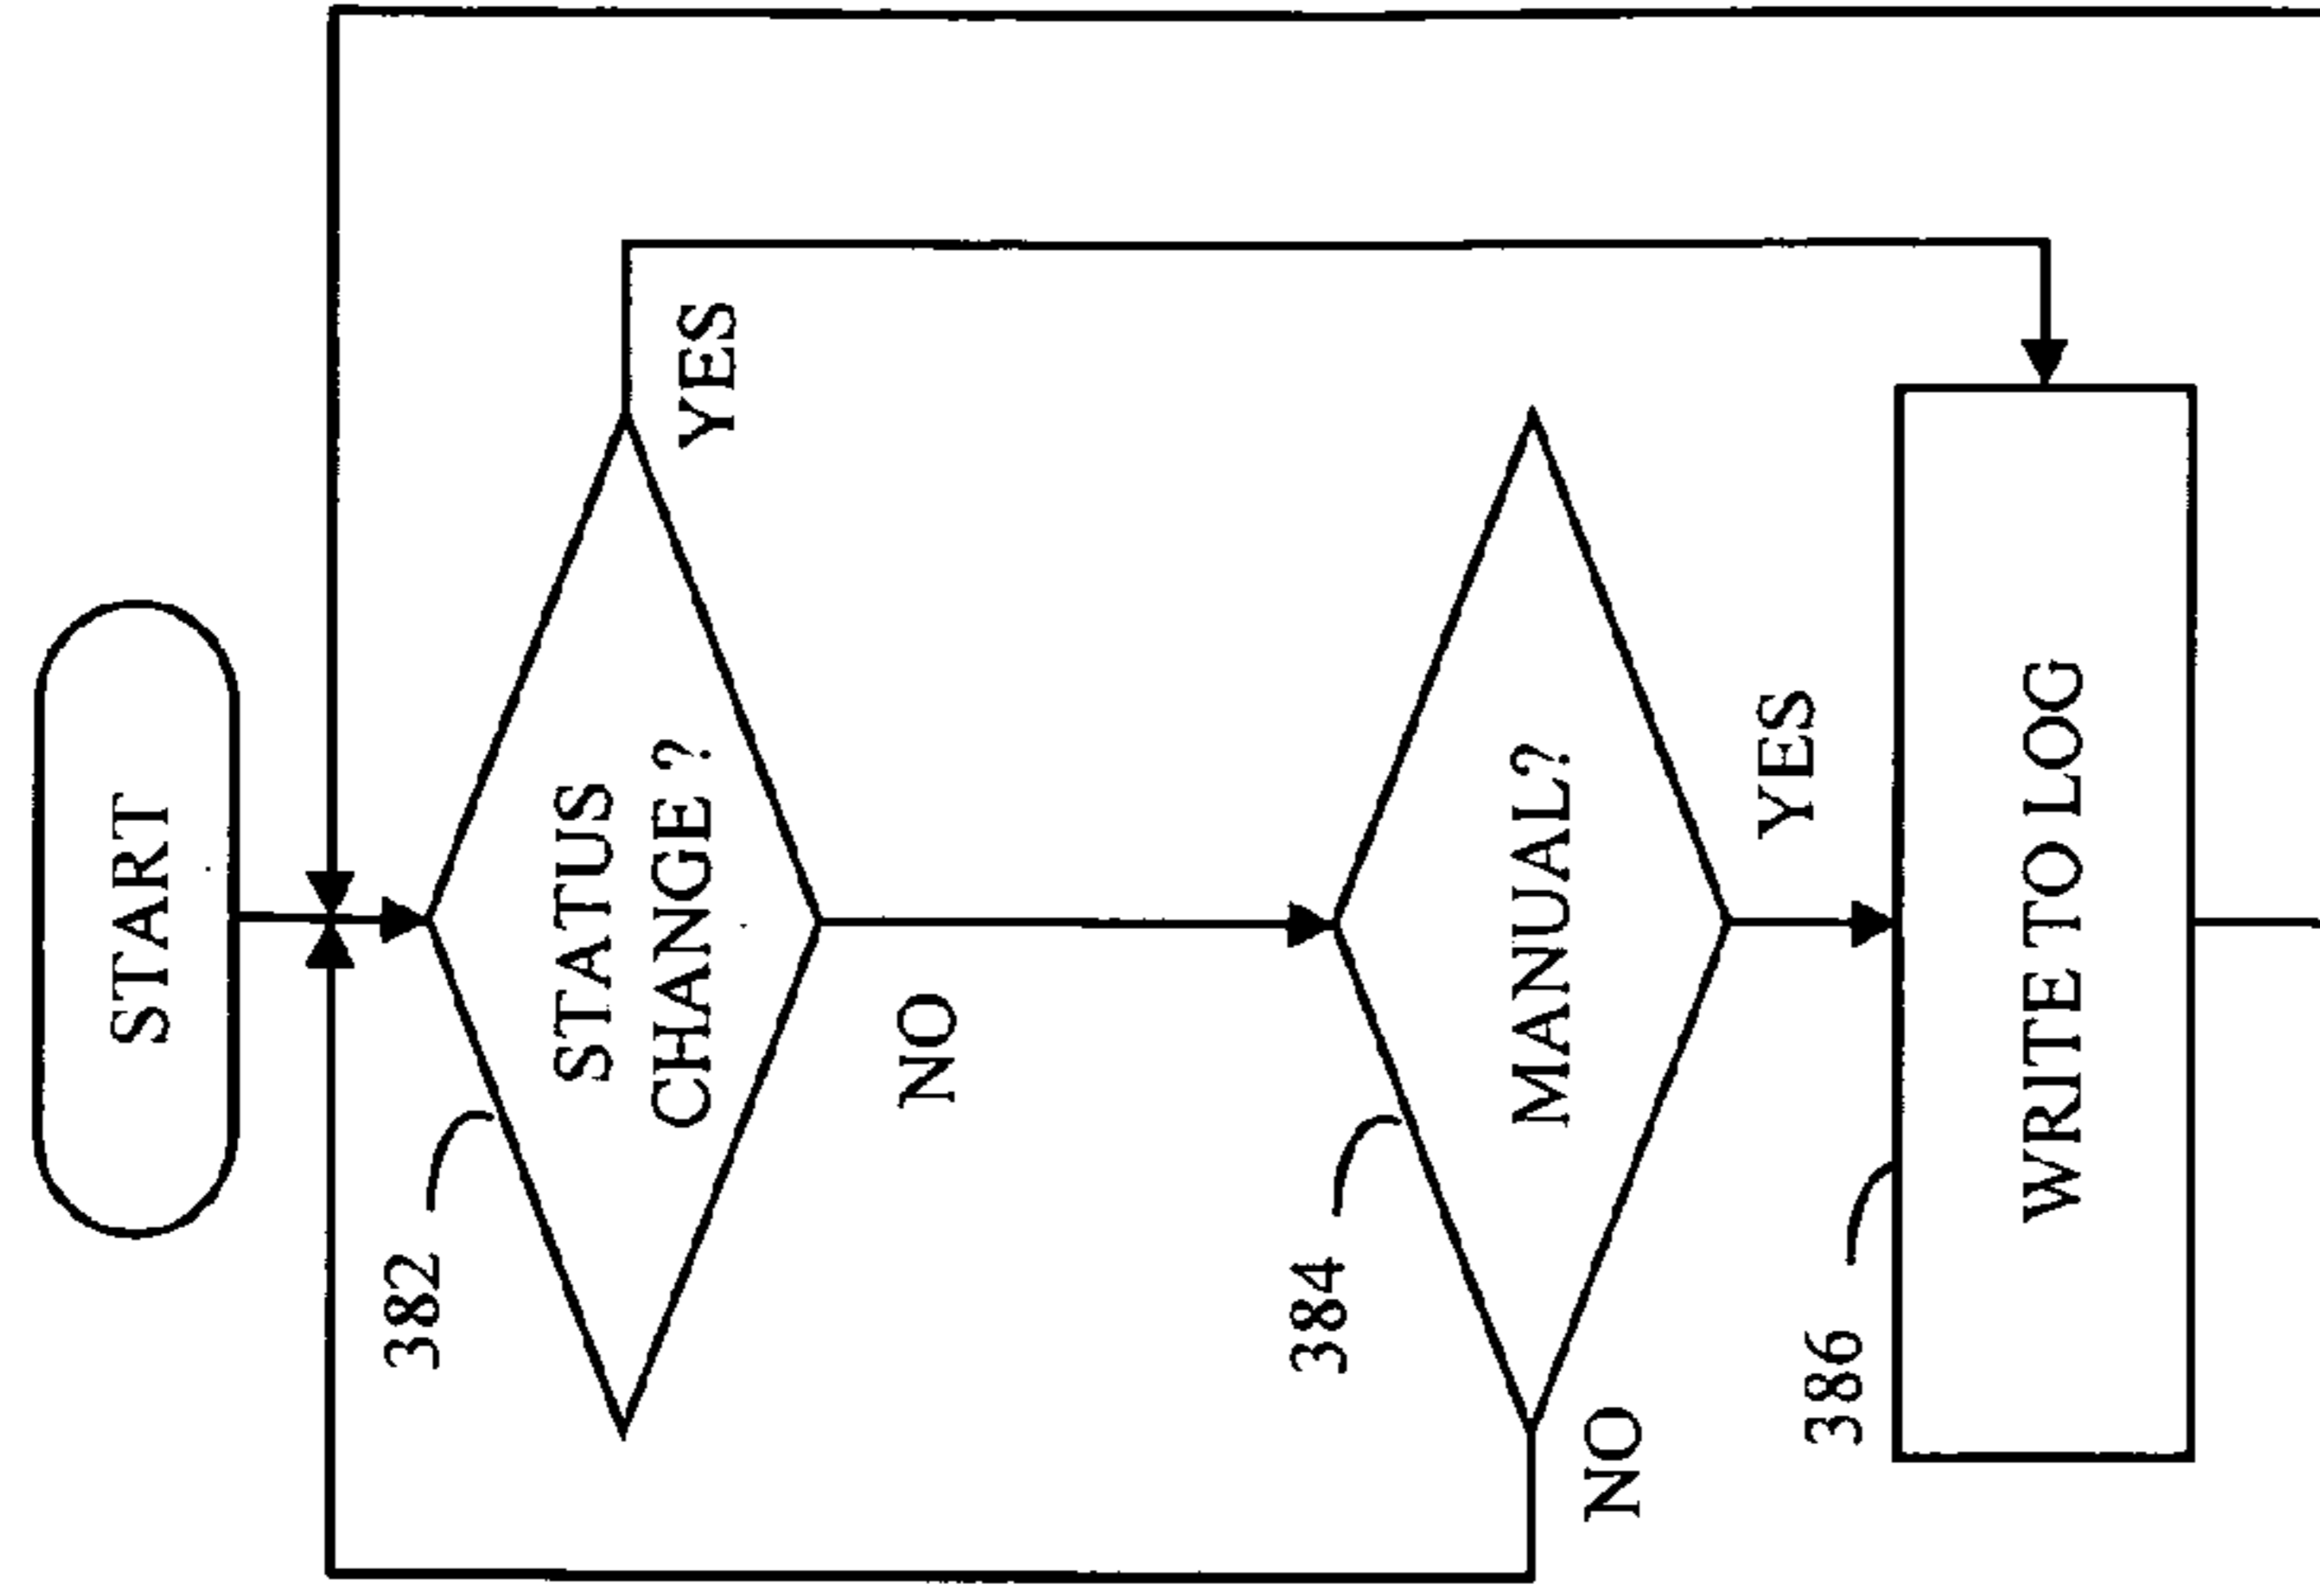 START
382
STATUS
CHANGE ?
YES
NO
384
MANUAL?
NO
YES
386
WRITE TO LOG